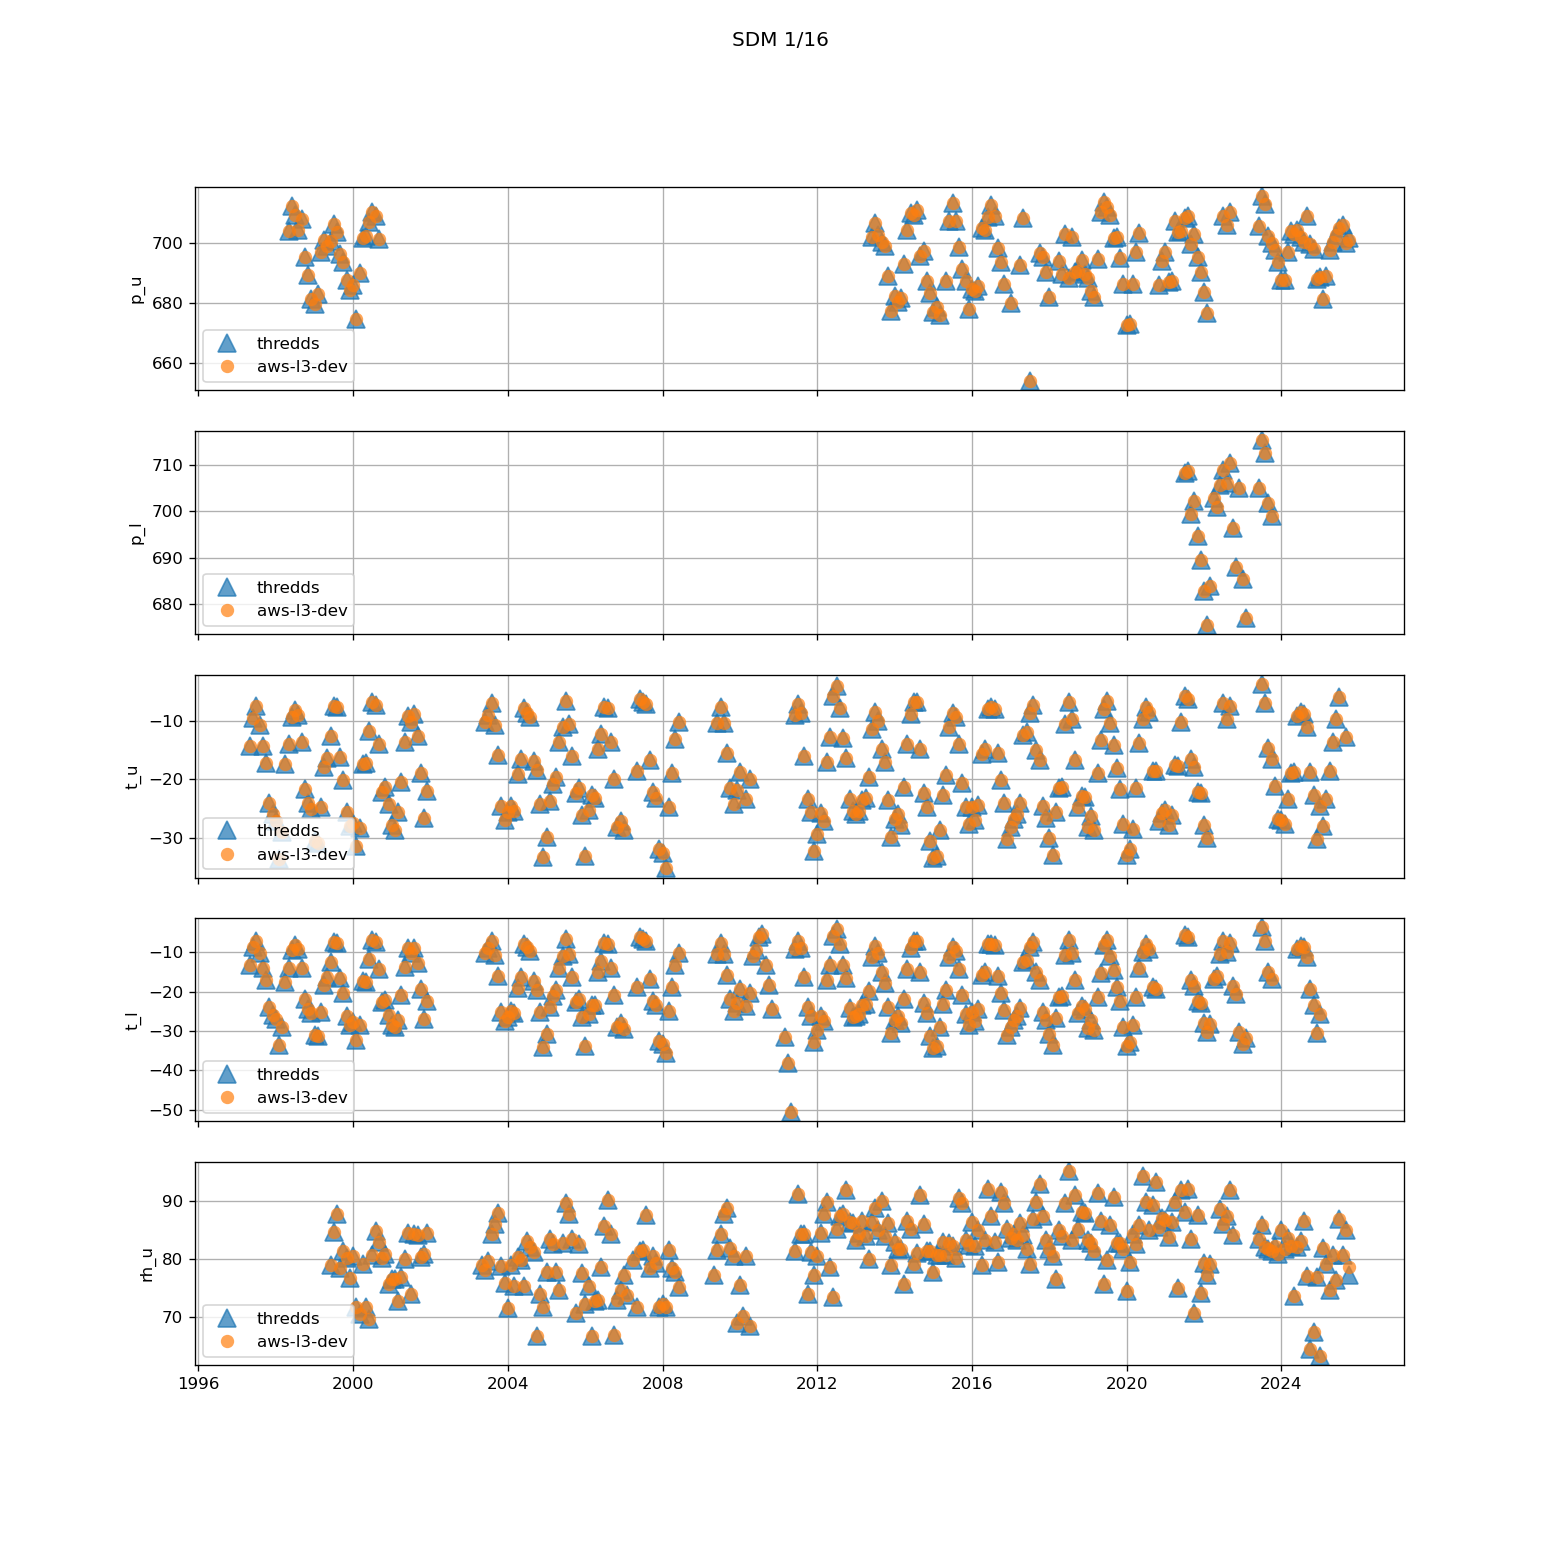 SDM 1/16
p_u
700
680
660
thredds
aws-l3-dev
p_l
710
700
690
680
thredds
aws-l3-dev
t_u
−10
−20
−30
thredds
aws-l3-dev
t_l
−10
−20
−30
−40
−50
thredds
aws-l3-dev
rh_u
90
80
70
thredds
aws-l3-dev
1996 2000 2004 2008 2012 2016 2020 2024